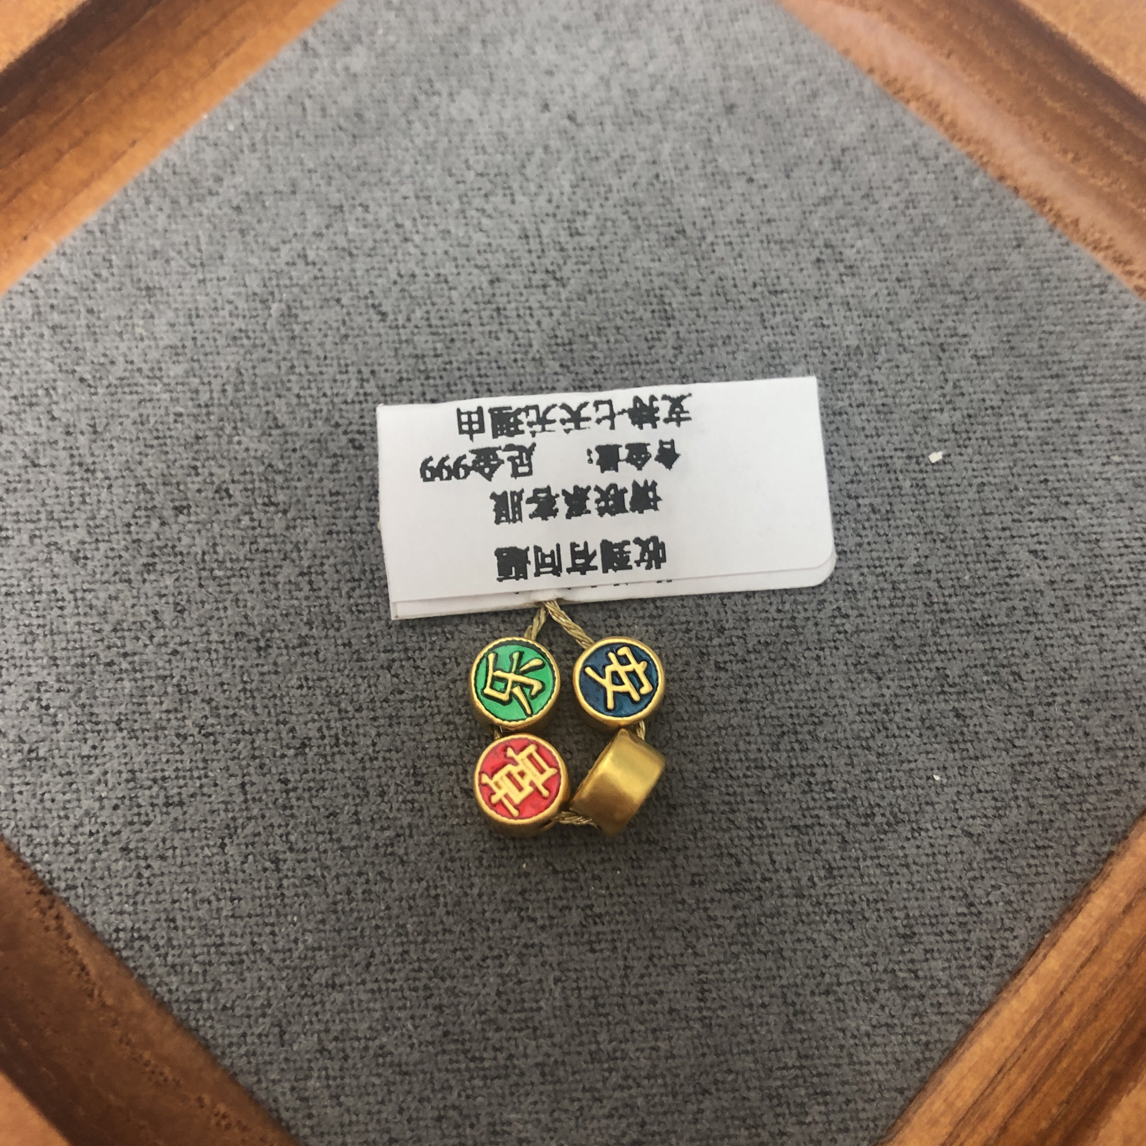 收到有问题
请联系客服
含金量： 足金999
支持七天无理由
乐
安
喜